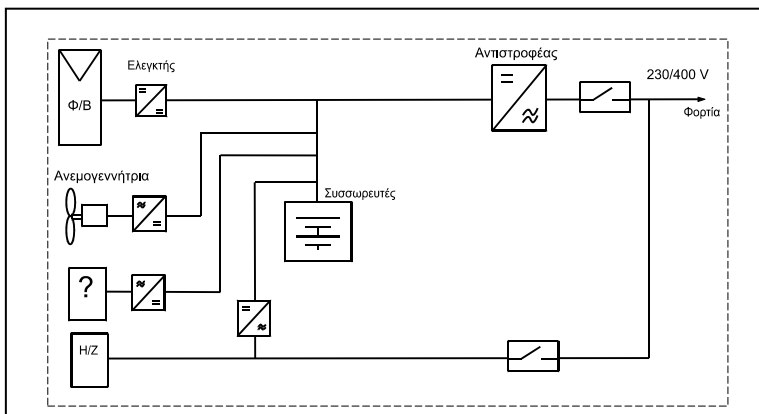 Ελεγκτής
Αντιστροφέας
230/400 V
Φ/Β
Φορτία
Ανεμογεννήτρια
Συσσωρευτές
?
Η/Ζ